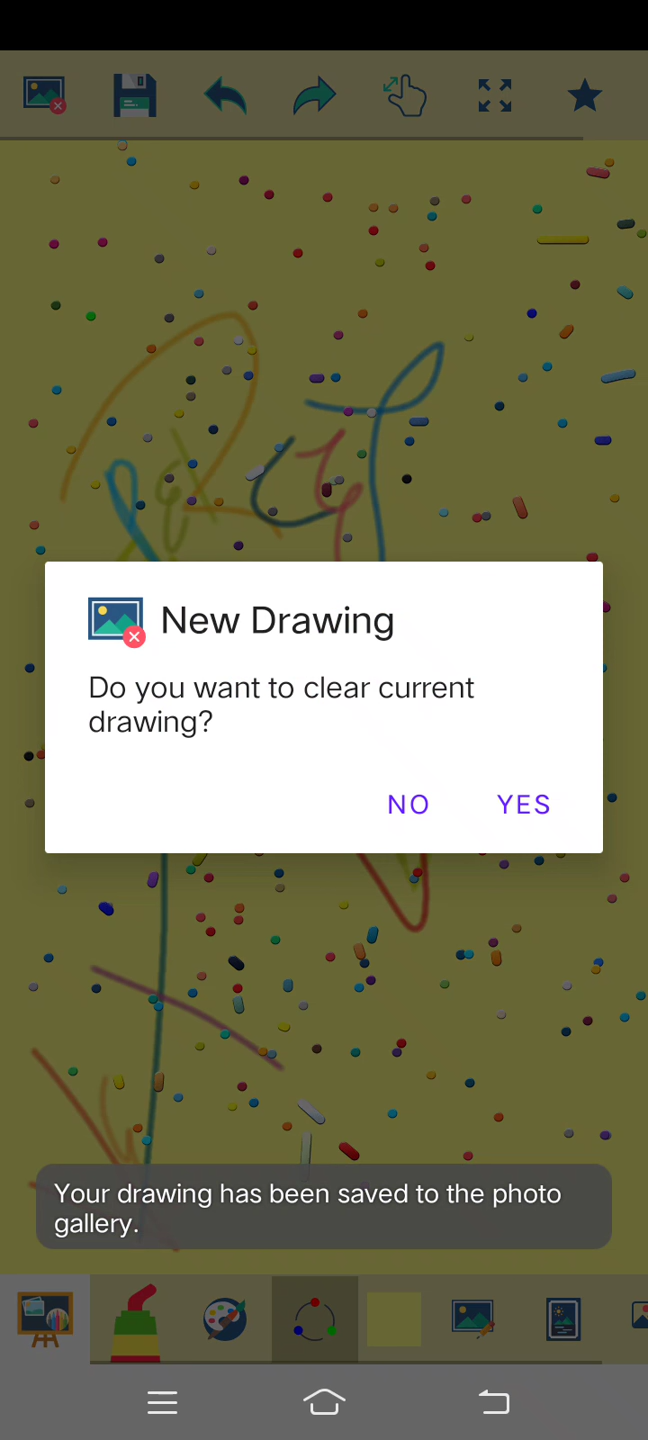 New Drawing
Do you want to clear current
drawing?
NO YES
Your drawing has been saved to the photo
gallery.